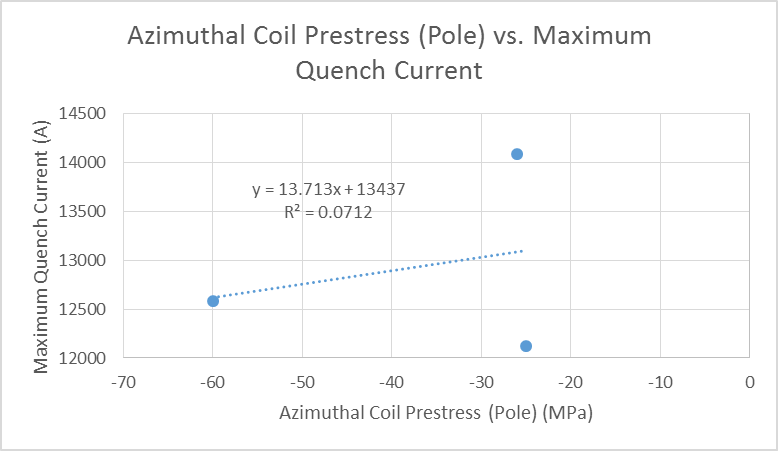 Azimuthal Coil Prestress (Pole) vs. Maximum
Quench Current
Maximum Quench Current (A)
14500
14000
13500
13000
12500
12000
y = 13.713x + 13437
R² = 0.0712
-70 -60 -50 -40 -30 -20 -10 0
Azimuthal Coil Prestress (Pole) (MPa)